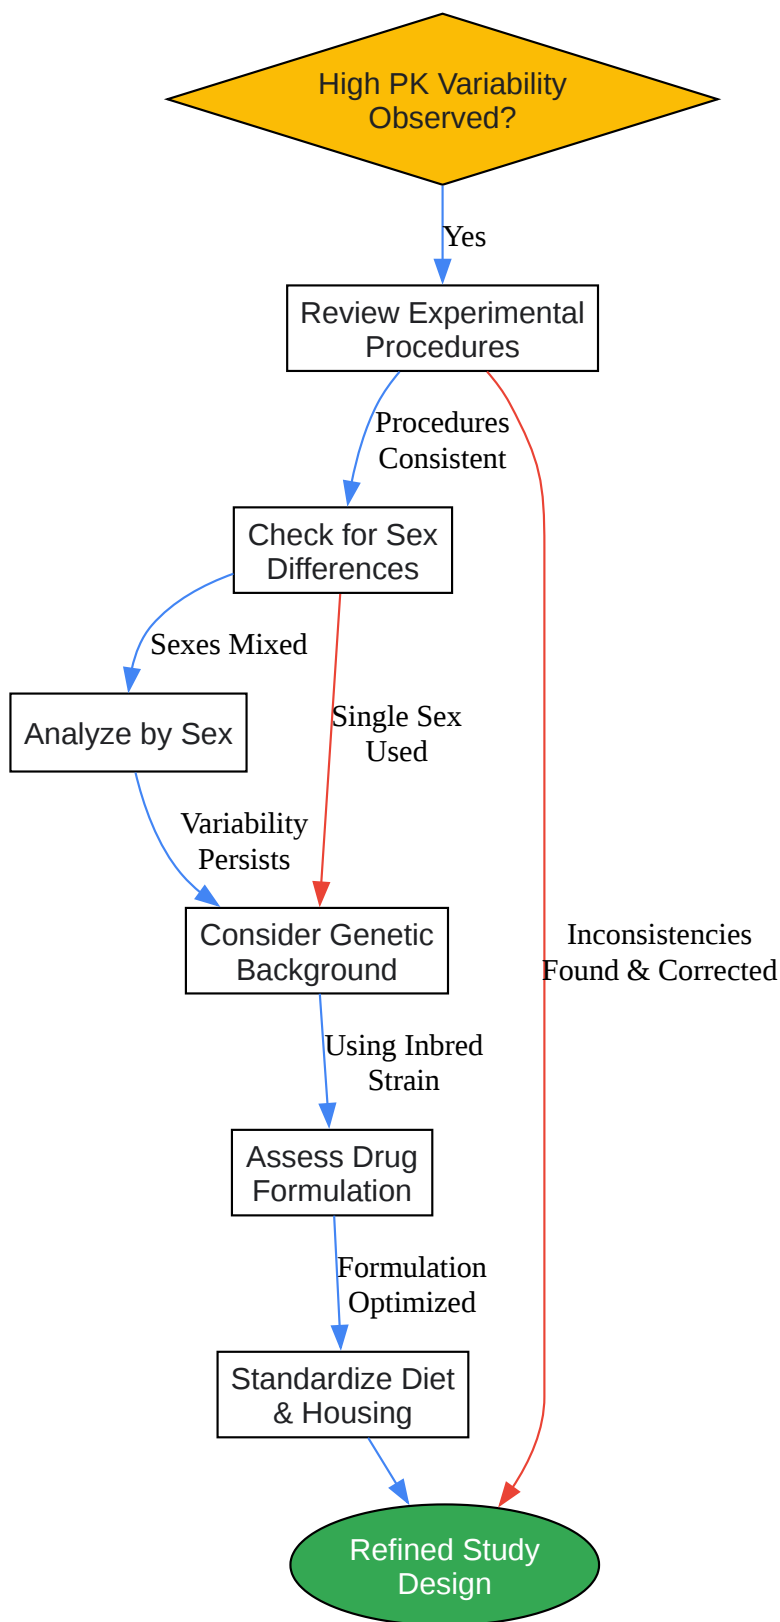 High PK Variability
Observed?
Yes
Review Experimental
Procedures
Procedures
Consistent
Check for Sex
Differences
Sexes Mixed
Analyze by Sex
Single Sex
Used
Variability
Persists
Consider Genetic
Background
Inconsistencies
Found & Corrected
Using Inbred
Strain
Assess Drug
Formulation
Formulation
Optimized
Standardize Diet
& Housing
Refined Study
Design